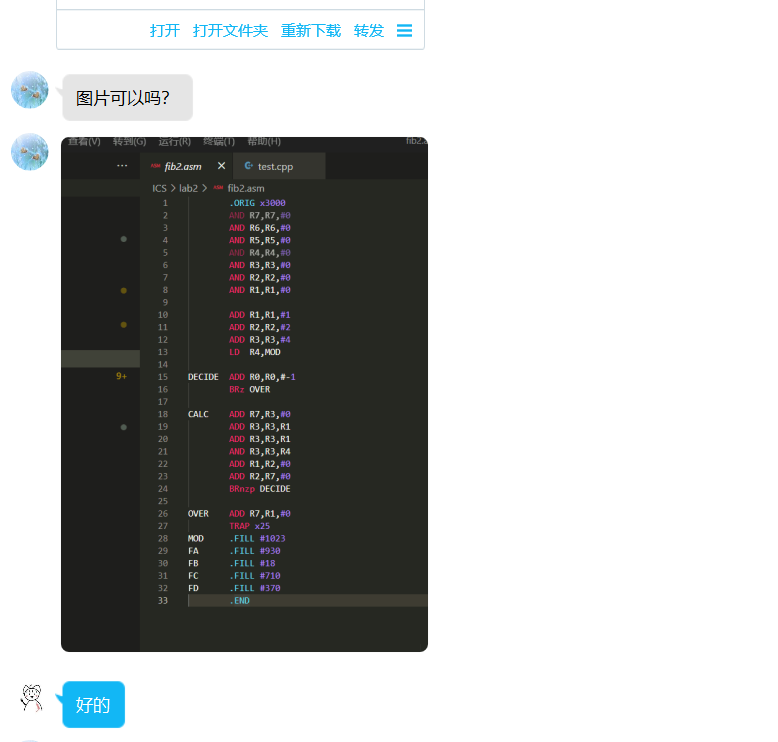 打开 打开文件夹 重新下载 转发
图片可以吗?
查看(V) 转到(G) 运行(R) 终端(T) 帮助(H) fib2.a
... fib2.asm × test.cpp
ICS > lab2 > fib2.asm
1 .ORIG x3000
2 AND R7,R7,#0
3 AND R6,R6,#0
4 AND R5,R5,#0
5 AND R4,R4,#0
6 AND R3,R3,#0
7 AND R2,R2,#0
8 AND R1,R1,#0
9
10 ADD R1,R1,#1
11 ADD R2,R2,#2
12 ADD R3,R3,#4
13 LD R4,MOD
14
9+ 15 DECIDE ADD R0,R0,#-1
16 BRz OVER
17
18 CALC ADD R7,R3,#0
19 ADD R3,R3,R1
20 ADD R3,R3,R1
21 AND R3,R3,R4
22 ADD R1,R2,#0
23 ADD R2,R7,#0
24 BRnzp DECIDE
25
26 OVER ADD R7,R1,#0
27 TRAP x25
28 MOD .FILL #1023
29 FA .FILL #930
30 FB .FILL #18
31 FC .FILL #710
32 FD .FILL #370
33 .END
好的